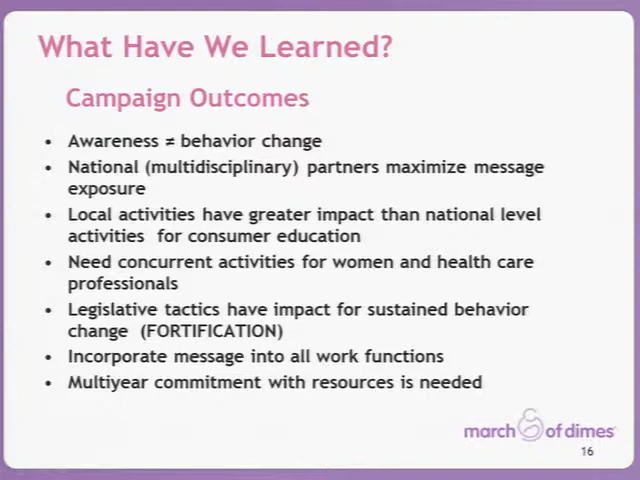 What Have We Learned?
Campaign Outcomes
• Awareness ≠ behavior change
• National (multidisciplinary) partners maximize message
exposure
• Local activities have greater impact than national level
activities for consumer education
• Need concurrent activities for women and health care
professionals
• Legislative tactics have impact for sustained behavior
change (FORTIFICATION)
• Incorporate message into all work functions
• Multiyear commitment with resources is needed
march of dimes
16